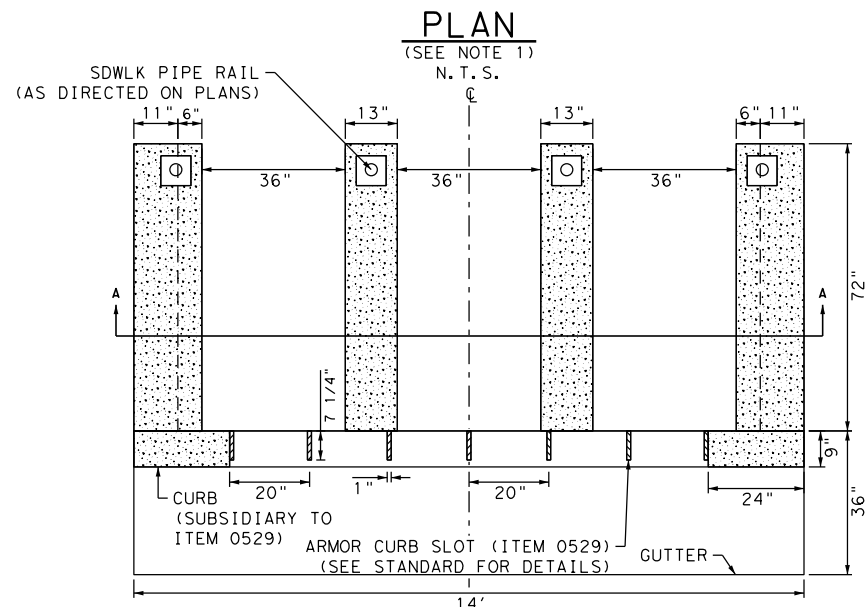 PLAN
(SEE NOTE 1)
N.T.S.
℄
SDWLK PIPE RAIL
(AS DIRECTED ON PLANS)
11" 6" 13" 13" 6" 11"
36" 36" 36"
72"
A A
7 1/4"
9"
20" 1" 20" 24"
36"
CURB
(SUBSIDIARY TO
ITEM 0529)
ARMOR CURB SLOT (ITEM 0529)
(SEE STANDARD FOR DETAILS)
GUTTER
14'